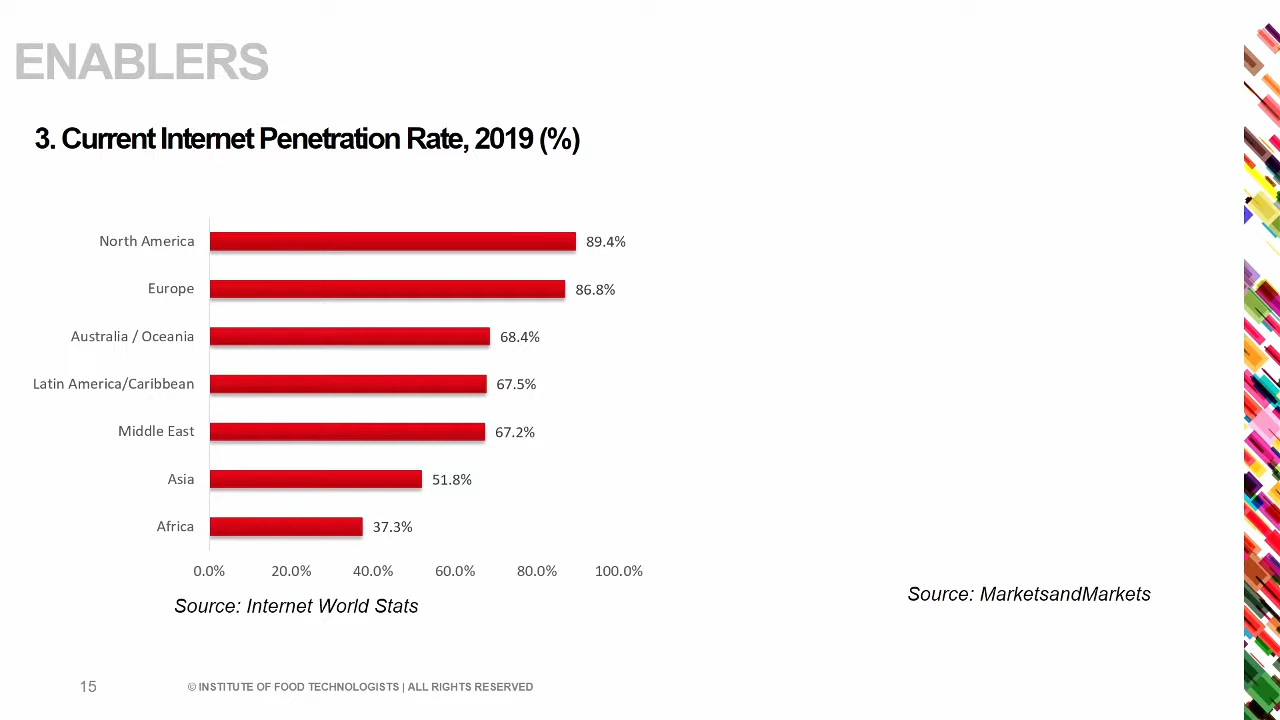 ENABLERS
3. Current Internet Penetration Rate, 2019 (%)
North America 89.4%
Europe 86.8%
Australia / Oceania 68.4%
Latin America/Caribbean 67.5%
Middle East 67.2%
Asia 51.8%
Africa 37.3%
0.0% 20.0% 40.0% 60.0% 80.0% 100.0%
Source: Internet World Stats
Source: MarketsandMarkets
15 © INSTITUTE OF FOOD TECHNOLOGISTS | ALL RIGHTS RESERVED